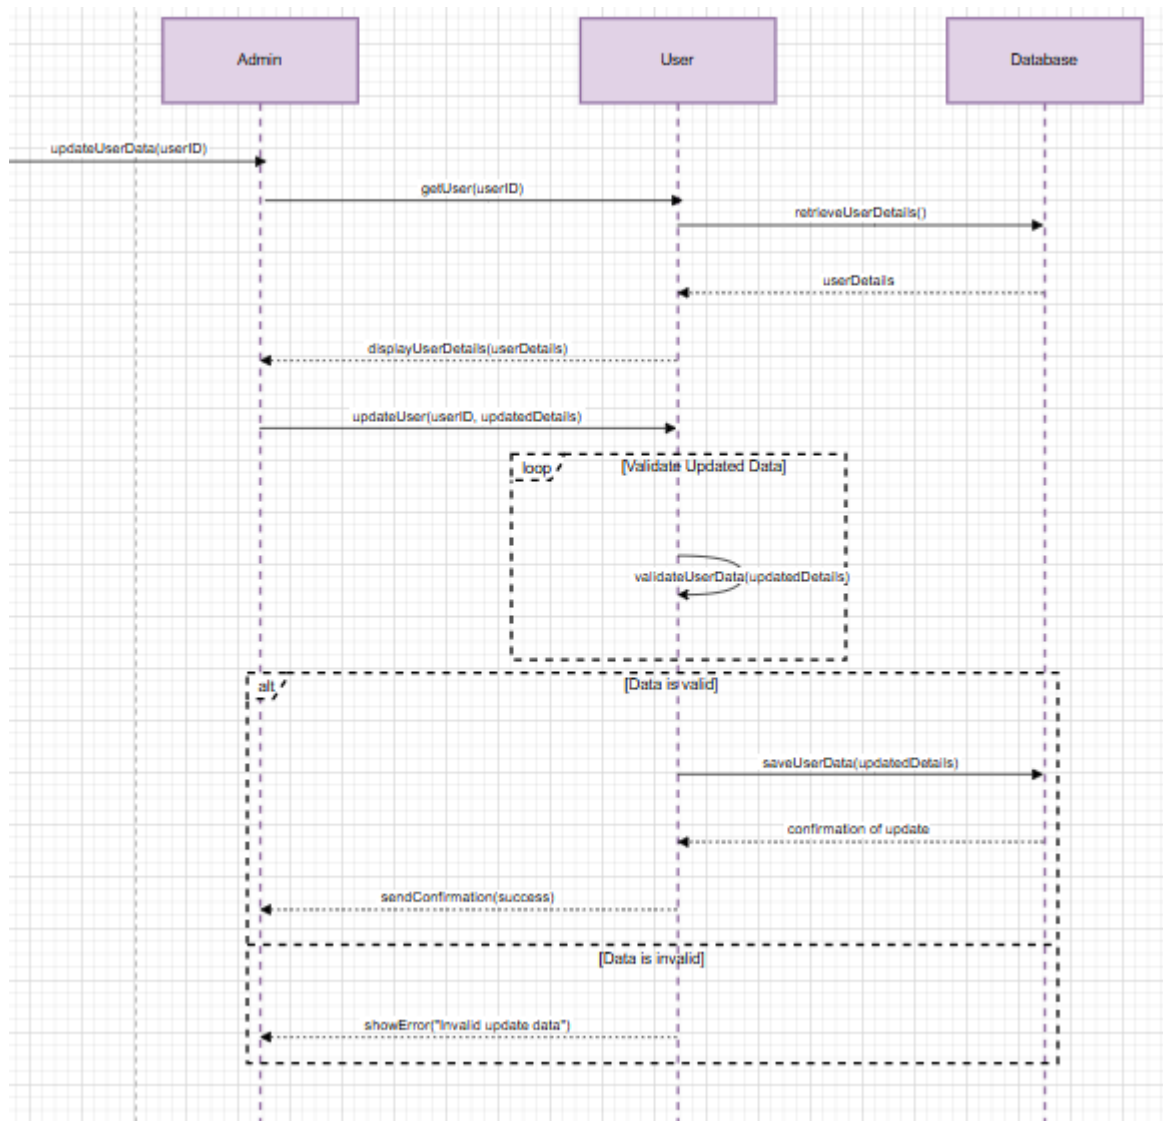 Admin
User
Database
updateUserData(userID)
getUser(userID)
retrieveUserDetails()
userDetails
displayUserDetails(userDetails)
updateUser(userID, updatedDetails)
loop
[Validate Updated Data]
validateUserData(updatedDetails)
alt
[Data is valid]
saveUserData(updatedDetails)
confirmation of update
sendConfirmation(success)
[Data is invalid]
showError("Invalid update data")